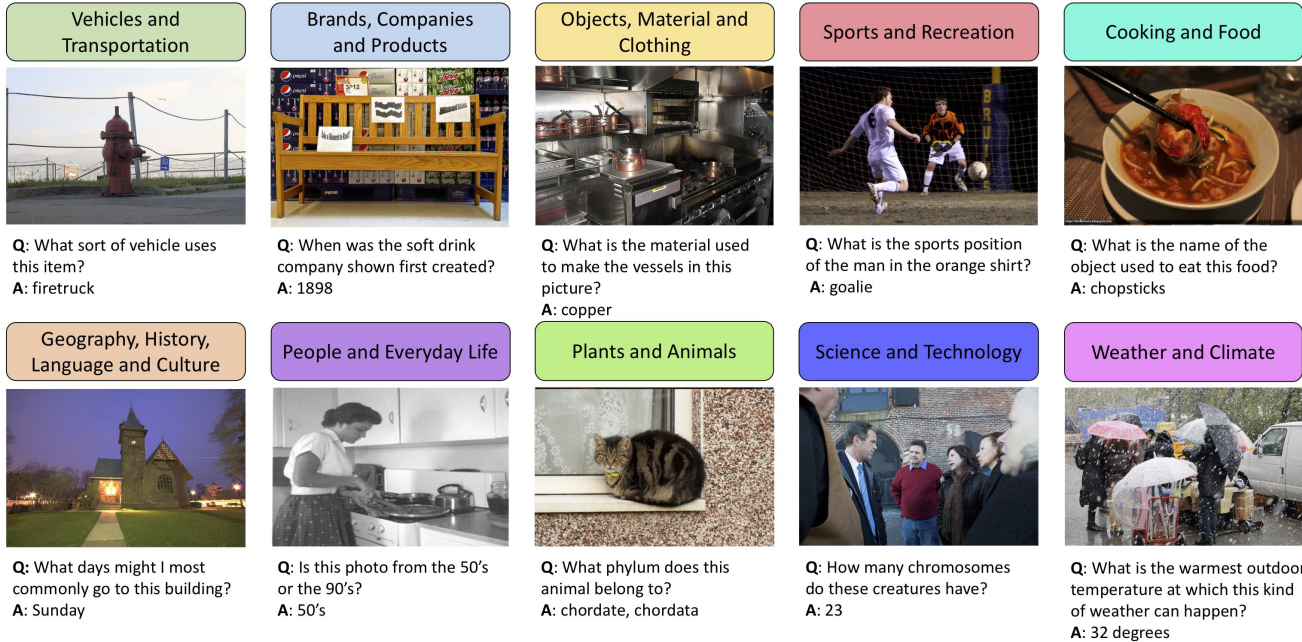 Vehicles and
Transportation
Brands, Companies
and Products
Objects, Material and
Clothing
Sports and Recreation
Cooking and Food
pepsi
BRUI
Q: What sort of vehicle uses
this item?
A: firetruck
Q: When was the soft drink
company shown first created?
A: 1898
Q: What is the material used
to make the vessels in this
picture?
A: copper
Q: What is the sports position
of the man in the orange shirt?
A: goalie
Q: What is the name of the
object used to eat this food?
A: chopsticks
Geography, History,
Language and Culture
People and Everyday Life
Plants and Animals
Science and Technology
Weather and Climate
Q: What days might I most
commonly go to this building?
A: Sunday
Q: Is this photo from the 50’s
or the 90’s?
A: 50’s
Q: What phylum does this
animal belong to?
A: chordate, chordata
Q: How many chromosomes
do these creatures have?
A: 23
Q: What is the warmest outdoor
temperature at which this kind
of weather can happen?
A: 32 degrees